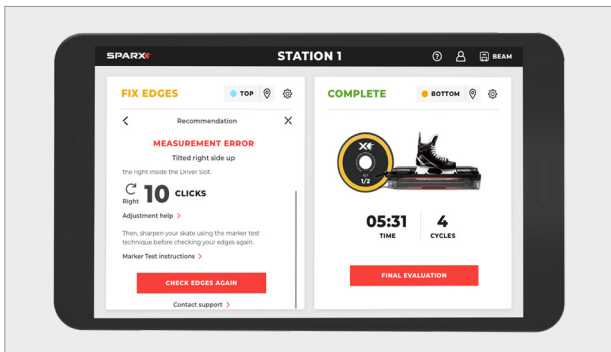 SPARX
STATION 1
BEAM
FIX EDGES
TOP
Recommendation
MEASUREMENT ERROR
Tilted right side up
the right inside the Driver Slot.
Right
10 CLICKS
Adjustment help >
Then, sharpen your skate using the marker test
technique before checking your edges again.
Marker Test instructions >
CHECK EDGES AGAIN
Contact support >
COMPLETE
BOTTOM
1/2
05:31
TIME
4
CYCLES
FINAL EVALUATION